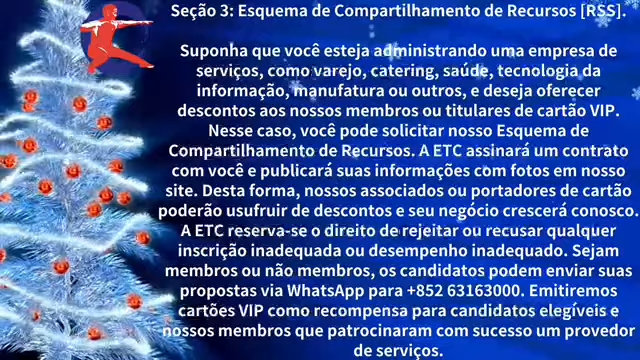 Seção 3: Esquema de Compartilhamento de Recursos [RSS].
Suponha que você esteja administrando uma empresa de
serviços, como varejo, catering, saúde, tecnologia da
informação, manufatura ou outros, e deseja oferecer
descontos aos nossos membros ou titulares de cartão VIP.
Nesse caso, você pode solicitar nosso Esquema de
Compartilhamento de Recursos. A ETC assinará um contrato
com você e publicará suas informações com fotos em nosso
site. Desta forma, nossos associados ou portadores de cartão
poderão usufruir de descontos e seu negócio crescerá conosco.
A ETC reserva-se o direito de rejeitar ou recusar qualquer
inscrição inadequada ou desempenho inadequado. Sejam
membros ou não membros, os candidatos podem enviar suas
propostas via WhatsApp para +852 63163000. Emitiremos
cartões VIP como recompensa para candidatos elegíveis e
nossos membros que patrocinaram com sucesso um provedor
de serviços.